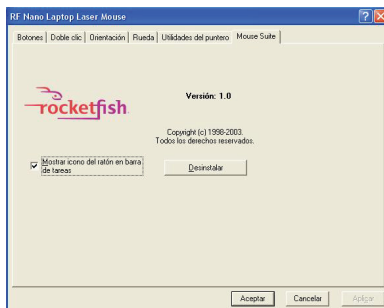 RF Nano Laptop Laser Mouse
Botones
Doble clic
Orientación
Rueda
Utilidades del puntero
Mouse Suite
rocketfish
Versión: 1.0
Copyright (c) 1998-2003.
Todos los derechos reservados.
Mostrar icono del ratón en barra
de tareas
Desinstalar
Aceptar
Cancelar
Aplicar